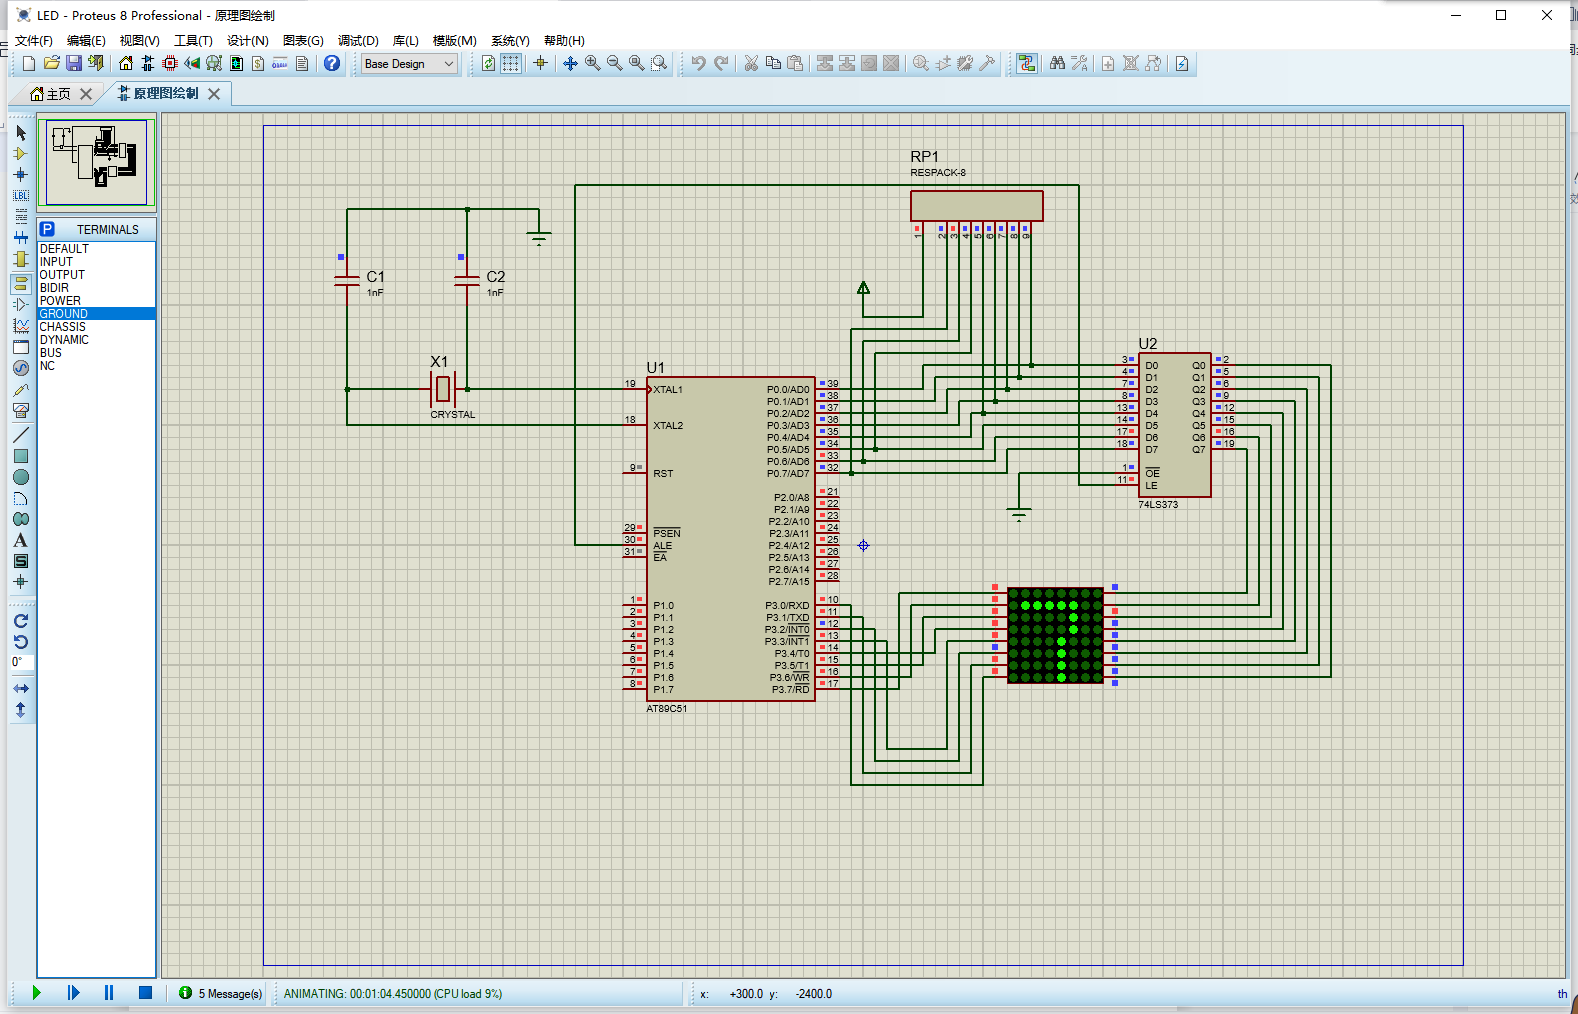 LED - Proteus 8 Professional - 原理图绘制
文件(F) 编辑(E) 视图(V) 工具(T) 设计(N) 图表(G) 调试(D) 库(L) 模版(M) 系统(Y) 帮助(H)
Base Design
主页 原理图绘制
P TERMINALS
DEFAULT
INPUT
OUTPUT
BIDIR
POWER
GROUND
CHASSIS
DYNAMIC
BUS
NC
LBL
A
S
0°
RP1
RESPACK-8
1 2 3 4 5 6 7 8 9
C1
1nF
C2
1nF
X1
CRYSTAL
U1
19 XTAL1
18 XTAL2
9 RST
29 PSEN
30 ALE
31 EA
1 P1.0
2 P1.1
3 P1.2
4 P1.3
5 P1.4
6 P1.5
7 P1.6
8 P1.7
P0.0/AD0 39
P0.1/AD1 38
P0.2/AD2 37
P0.3/AD3 36
P0.4/AD4 35
P0.5/AD5 34
P0.6/AD6 33
P0.7/AD7 32
P2.0/A8 21
P2.1/A9 22
P2.2/A10 23
P2.3/A11 24
P2.4/A12 25
P2.5/A13 26
P2.6/A14 27
P2.7/A15 28
P3.0/RXD 10
P3.1/TXD 11
P3.2/INT0 12
P3.3/INT1 13
P3.4/T0 14
P3.5/T1 15
P3.6/WR 16
P3.7/RD 17
AT89C51
U2
3 D0 Q0 2
4 D1 Q1 5
7 D2 Q2 6
8 D3 Q3 9
13 D4 Q4 12
14 D5 Q5 15
17 D6 Q6 16
18 D7 Q7 19
1 OE
11 LE
74LS373
5 Message(s)
ANIMATING: 00:01:04.450000 (CPU load 9%)
x: +300.0 y: -2400.0
th